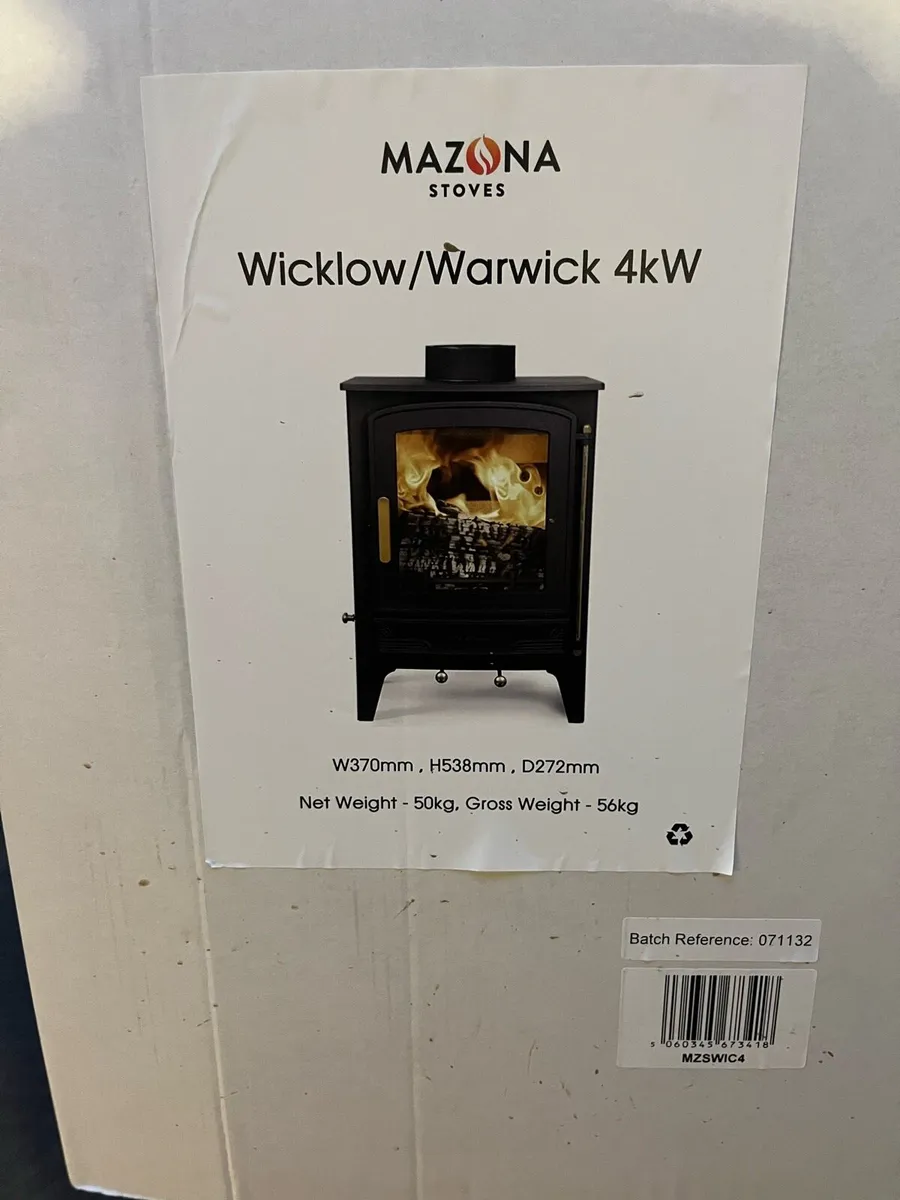 MAZONA
STOVES
Wicklow/Warwick 4kW
W370mm , H538mm , D272mm
Net Weight - 50kg, Gross Weight - 56kg
Batch Reference: 071132
5 060345 673418
MZSWIC4